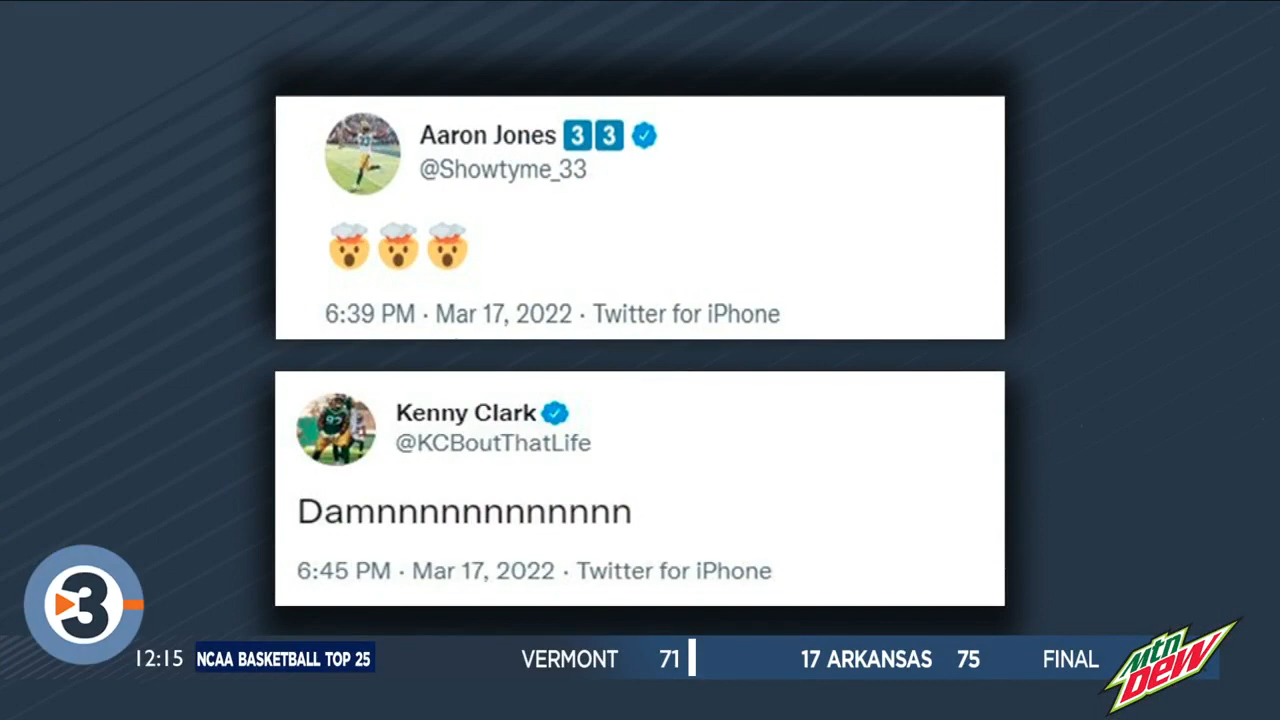 Aaron Jones 3 3
@Showtyme_33
🤯🤯🤯
6:39 PM · Mar 17, 2022 · Twitter for iPhone
Kenny Clark
@KCBoutThatLife
Damnnnnnnnnnnnn
6:45 PM · Mar 17, 2022 · Twitter for iPhone
3
12:15 NCAA BASKETBALL TOP 25 VERMONT 71 17 ARKANSAS 75 FINAL
Mtn
DEW